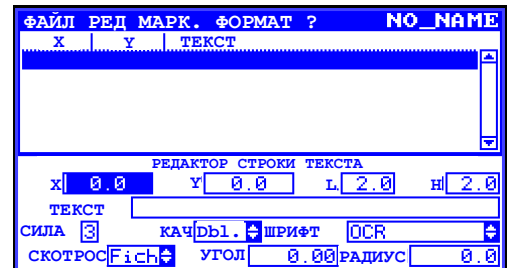 ФАЙЛ РЕД МАРК. ФОРМАТ ? NO_NAME
X Y ТЕКСТ
РЕДАКТОР СТРОКИ ТЕКСТА
X 0.0 Y 0.0 L 2.0 H 2.0
ТЕКСТ
СИЛА 3 КАЧ Dbl. ШРИФТ OCR
СКОТРОС Fich УГОЛ 0.00 РАДИУС 0.0